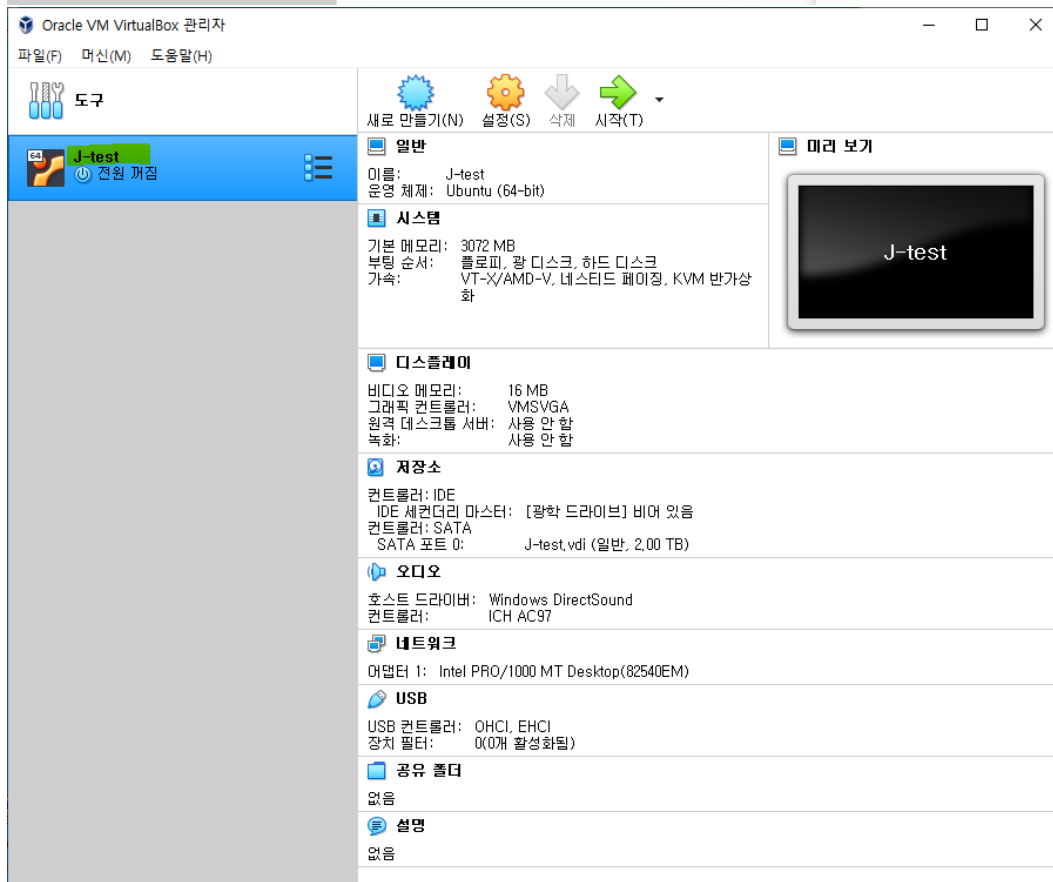 Oracle VM VirtualBox 관리자
파일(F) 머신(M) 도움말(H)
도구
새로 만들기(N) 설정(S) 삭제 시작(T)
64
J-test
전원 꺼짐
일반
이름: J-test
운영 체제: Ubuntu (64-bit)
미리 보기
J-test
시스템
기본 메모리: 3072 MB
부팅 순서: 플로피, 광 디스크, 하드 디스크
가속: VT-X/AMD-V, 네스티드 페이징, KVM 반가상
화
디스플레이
비디오 메모리: 16 MB
그래픽 컨트롤러: VMSVGA
원격 데스크톱 서버: 사용 안 함
녹화: 사용 안 함
저장소
컨트롤러: IDE
IDE 세컨더리 마스터: [광학 드라이브] 비어 있음
컨트롤러: SATA
SATA 포트 0: J-test.vdi (일반, 2.00 TB)
오디오
호스트 드라이버: Windows DirectSound
컨트롤러: ICH AC97
네트워크
어댑터 1: Intel PRO/1000 MT Desktop(82540EM)
USB
USB 컨트롤러: OHCI, EHCI
장치 필터: 0(0개 활성화됨)
공유 폴더
없음
설명
없음